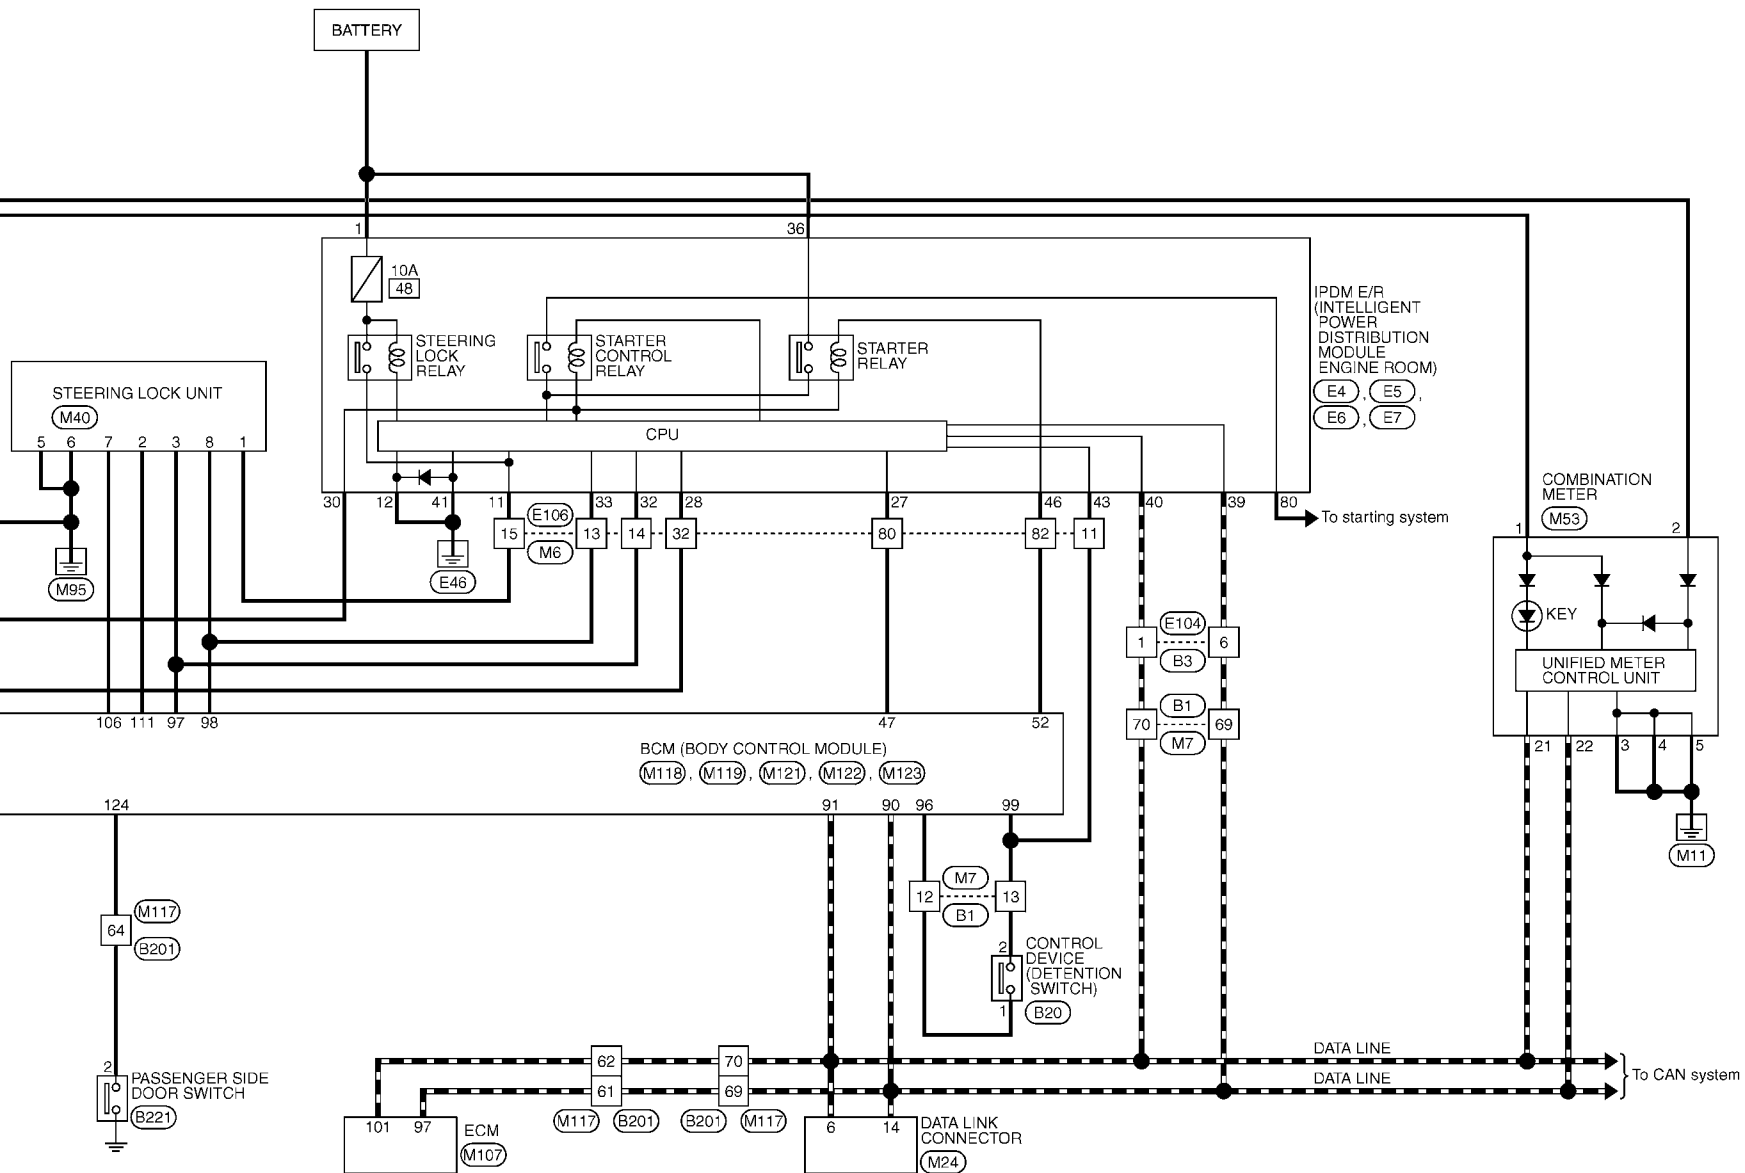 BATTERY
1
36
10A
48
STEERING
LOCK
RELAY
STARTER
CONTROL
RELAY
STARTER
RELAY
IPDM E/R
(INTELLIGENT
POWER
DISTRIBUTION
MODULE
ENGINE ROOM)
E4 , E5 ,
E6 , E7
CPU
STEERING LOCK UNIT
M40
5 6 7 2 3 8 1
30 12 41 11 33 32 28 27 46 43 40 39 80
To starting system
E106
15 13 14 32 80 82 11
M6
M95
E46
COMBINATION
METER
M53
1 2
KEY
UNIFIED METER
CONTROL UNIT
21 22 3 4 5
M11
E104
1 6
B3
B1
70 69
M7
106 111 97 98 47 52
BCM (BODY CONTROL MODULE)
M118 , M119 , M121 , M122 , M123
124 91 90 96 99
M117
64
B201
M7
12 13
B1
2
CONTROL
DEVICE
(DETENTION
SWITCH)
1
B20
2
PASSENGER SIDE
DOOR SWITCH
B221
62 70
DATA LINE
61 69
DATA LINE
To CAN system
M117 B201 B201 M117
101 97
ECM
M107
6 14
DATA LINK
CONNECTOR
M24